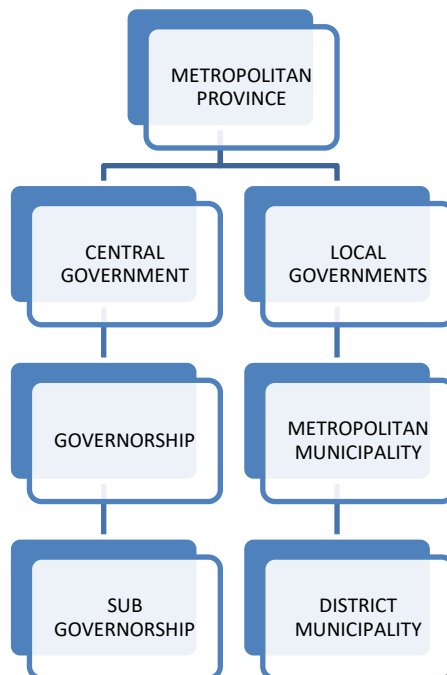 METROPOLITAN
PROVINCE
CENTRAL
GOVERNMENT
LOCAL
GOVERNMENTS
GOVERNORSHIP
METROPOLITAN
MUNICIPALITY
SUB
GOVERNORSHIP
DISTRICT
MUNICIPALITY